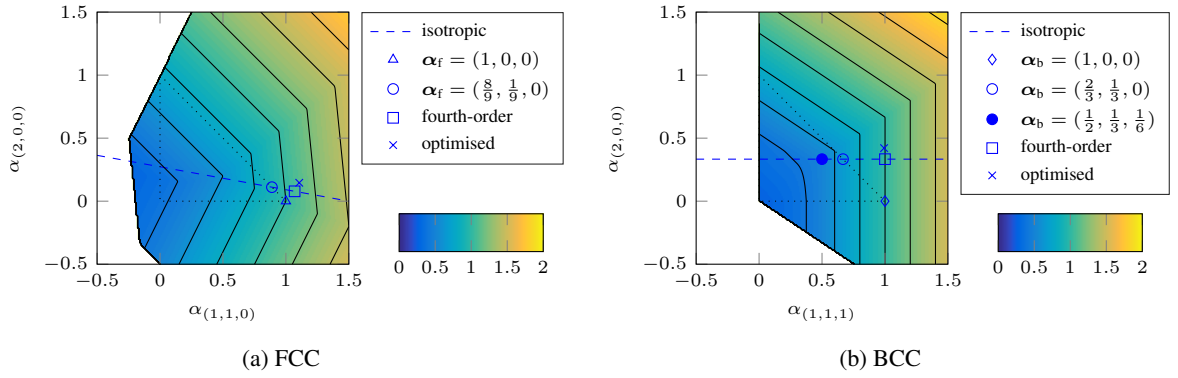 1.5
1
0.5
0
−0.5
α(2,0,0)
−0.5 0 0.5 1 1.5
α(1,1,0)
isotropic
αf = (1, 0, 0)
αf = (8/9, 1/9, 0)
fourth-order
optimised
0 0.5 1 1.5 2
(a) FCC
1.5
1
0.5
0
−0.5
α(2,0,0)
−0.5 0 0.5 1 1.5
α(1,1,1)
isotropic
αb = (1, 0, 0)
αb = (2/3, 1/3, 0)
αb = (1/2, 1/3, 1/6)
fourth-order
optimised
0 0.5 1 1.5 2
(b) BCC